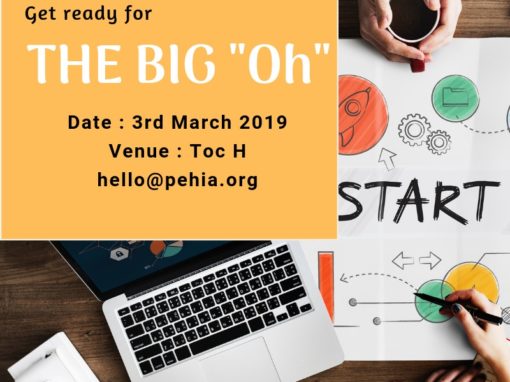 Get ready for
THE BIG "Oh"
Date : 3rd March 2019
Venue : Toc H
hello@pehia.org
START